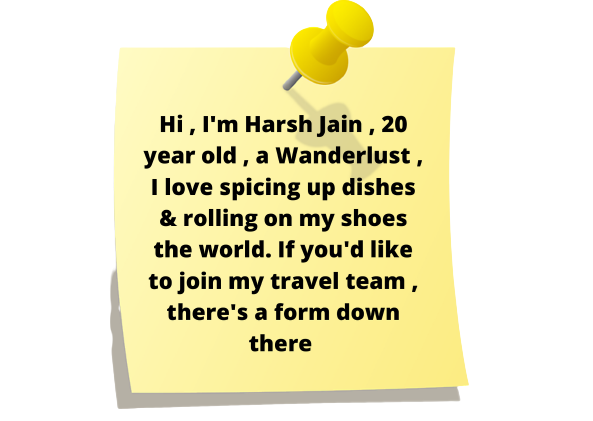 Hi , I'm Harsh Jain , 20
year old , a Wanderlust ,
I love spicing up dishes
& rolling on my shoes
the world. If you'd like
to join my travel team ,
there's a form down
there